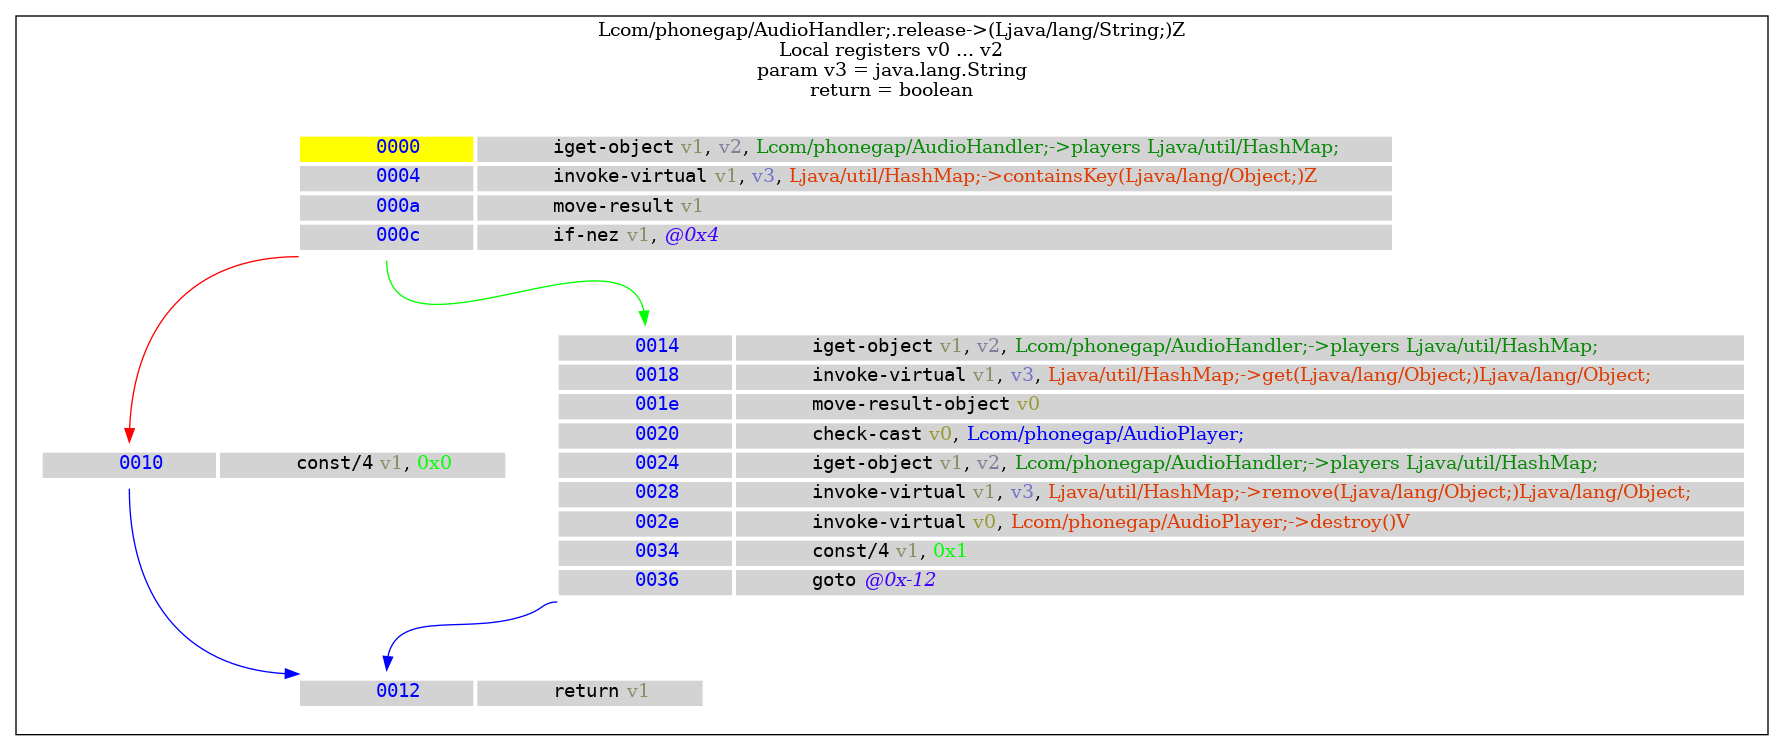 Lcom/phonegap/AudioHandler;.release->(Ljava/lang/String;)Z
Local registers v0 ... v2
param v3 = java.lang.String
return = boolean
0000 iget-object v1, v2, Lcom/phonegap/AudioHandler;->players Ljava/util/HashMap;
0004 invoke-virtual v1, v3, Ljava/util/HashMap;->containsKey(Ljava/lang/Object;)Z
000a move-result v1
000c if-nez v1, @0x4
0010 const/4 v1, 0x0
0014 iget-object v1, v2, Lcom/phonegap/AudioHandler;->players Ljava/util/HashMap;
0018 invoke-virtual v1, v3, Ljava/util/HashMap;->get(Ljava/lang/Object;)Ljava/lang/Object;
001e move-result-object v0
0020 check-cast v0, Lcom/phonegap/AudioPlayer;
0024 iget-object v1, v2, Lcom/phonegap/AudioHandler;->players Ljava/util/HashMap;
0028 invoke-virtual v1, v3, Ljava/util/HashMap;->remove(Ljava/lang/Object;)Ljava/lang/Object;
002e invoke-virtual v0, Lcom/phonegap/AudioPlayer;->destroy()V
0034 const/4 v1, 0x1
0036 goto @0x-12
0012 return v1